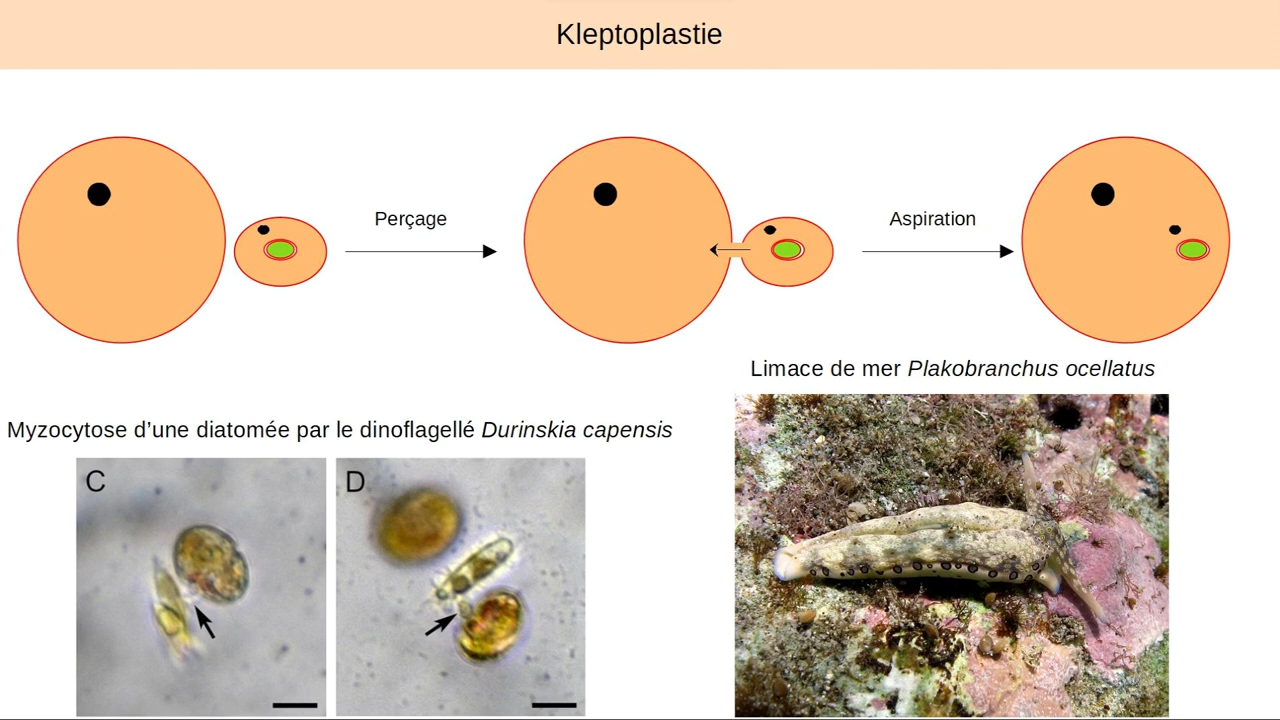 Kleptoplastie
Perçage
Aspiration
Limace de mer Plakobranchus ocellatus
Myzocytose d’une diatomée par le dinoflagellé Durinskia capensis
C
D